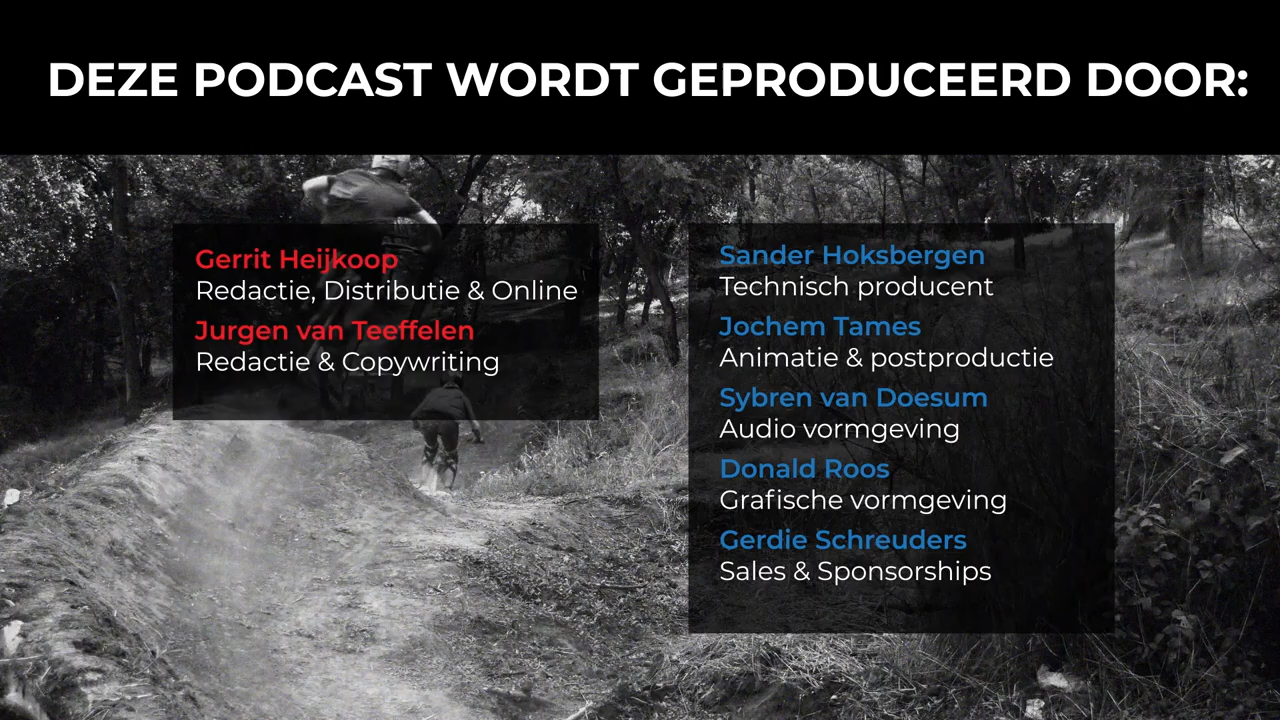 DEZE PODCAST WORDT GEPRODUCEERD DOOR:
Gerrit Heijkoop
Redactie, Distributie & Online
Jurgen van Teeffelen
Redactie & Copywriting
Sander Hoksbergen
Technisch producent
Jochem Tames
Animatie & postproductie
Sybren van Doesum
Audio vormgeving
Donald Roos
Grafische vormgeving
Gerdie Schreuders
Sales & Sponsorships